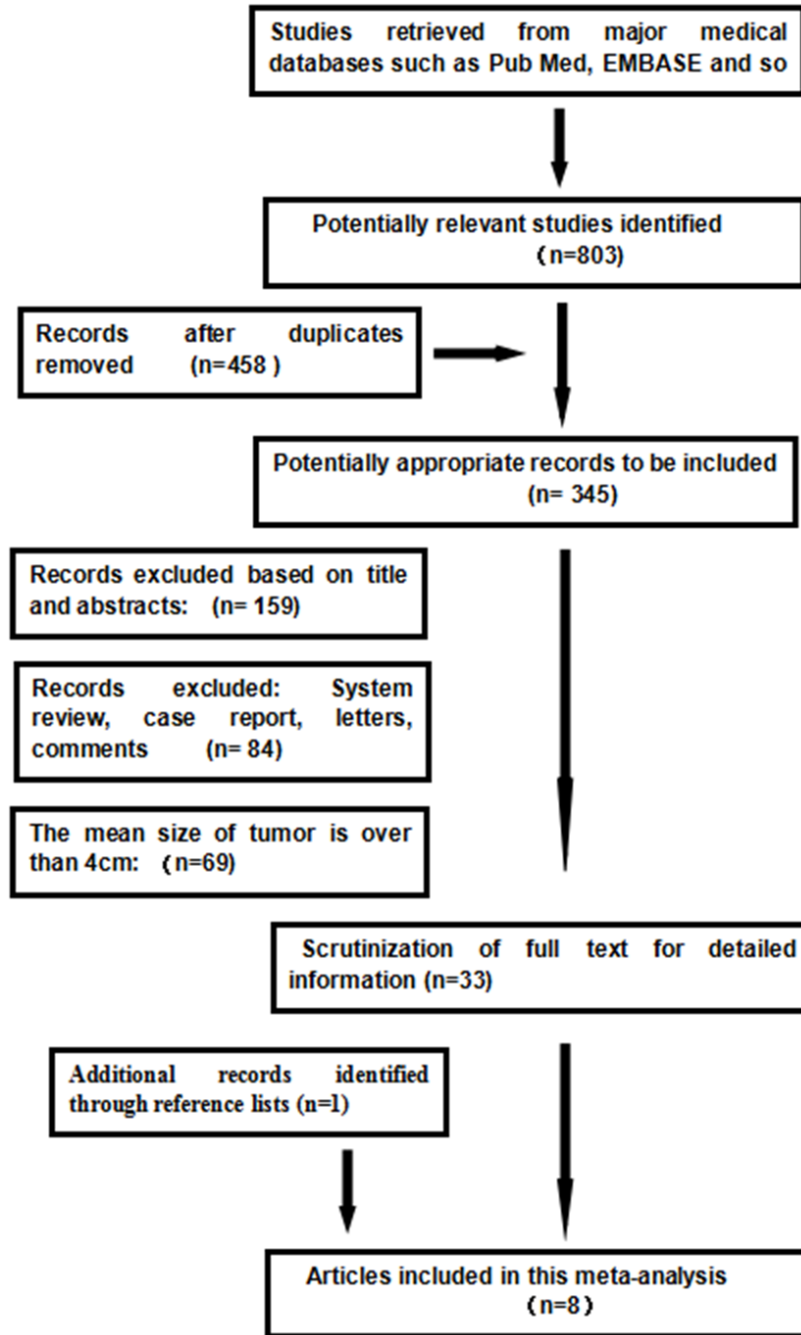 Studies retrieved from major medical
databases such as Pub Med, EMBASE and so
Potentially relevant studies identified
(n=803)
Records after duplicates
removed (n=458 )
Potentially appropriate records to be included
(n= 345)
Records excluded based on title
and abstracts: (n= 159)
Records excluded: System
review, case report, letters,
comments (n= 84)
The mean size of tumor is over
than 4cm: (n=69)
Scrutinization of full text for detailed
information (n=33)
Additional records identified
through reference lists (n=1)
Articles included in this meta-analysis
(n=8)